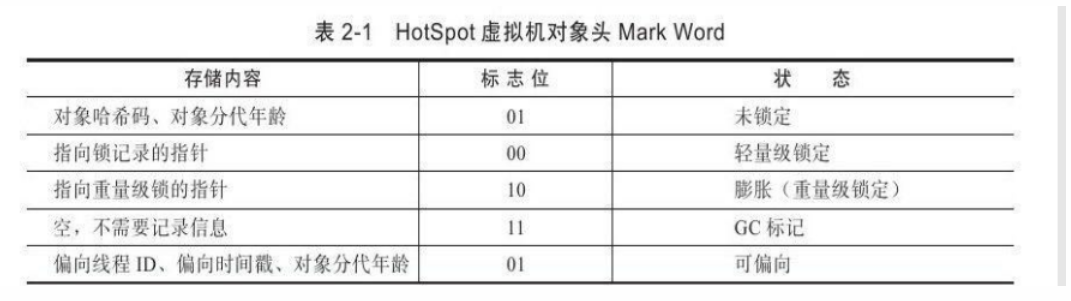 表 2-1 HotSpot 虚拟机对象头 Mark Word
存储内容 标志位 状态
对象哈希码、对象分代年龄 01 未锁定
指向锁记录的指针 00 轻量级锁定
指向重量级锁的指针 10 膨胀（重量级锁定）
空，不需要记录信息 11 GC 标记
偏向线程 ID、偏向时间戳、对象分代年龄 01 可偏向